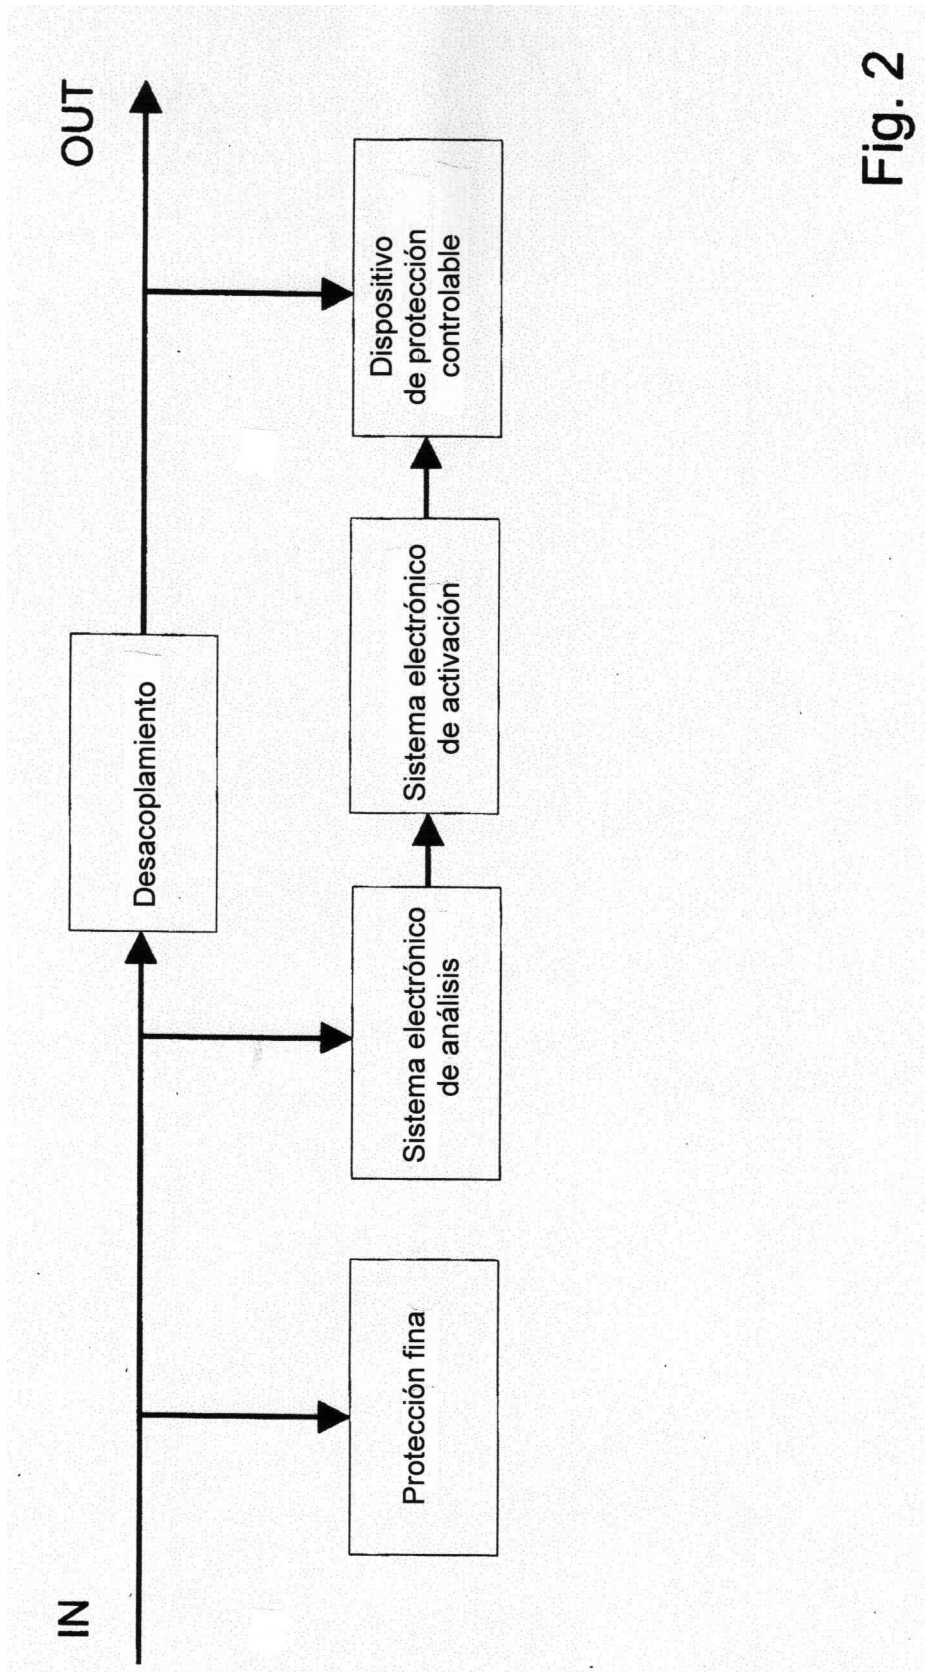 IN
OUT
Desacoplamiento
Protección fina
Sistema electrónico
de análisis
Sistema electrónico
de activación
Dispositivo
de protección
controlable
Fig. 2